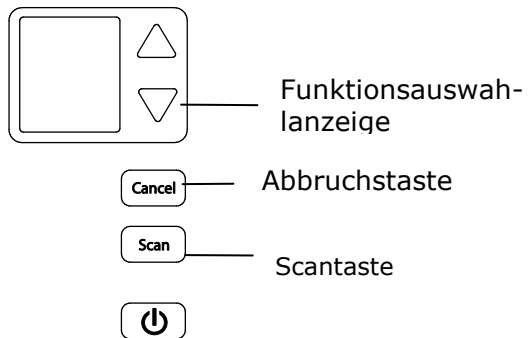 Funktionsauswah-
lanzeige
Cancel
Abbruchstaste
Scan
Scantaste